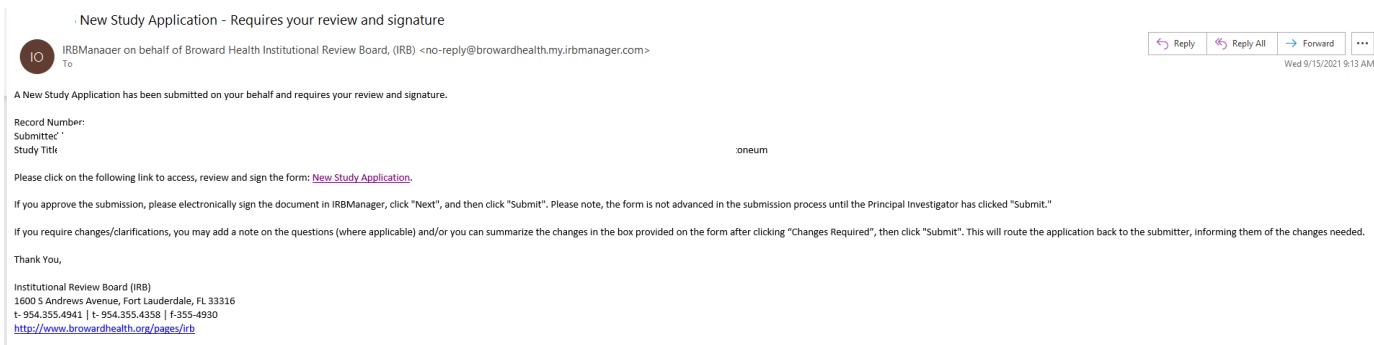 New Study Application - Requires your review and signature
IO
IRBManager on behalf of Broward Health Institutional Review Board, (IRB) <no-reply@browardhealth.my.irbmanager.com>
To
Reply
Reply All
Forward
Wed 9/15/2021 9:13 AM
A New Study Application has been submitted on your behalf and requires your review and signature.
Record Number:
Submitted
Study Title
oneum
Please click on the following link to access, review and sign the form: New Study Application.
If you approve the submission, please electronically sign the document in IRBManager, click "Next", and then click "Submit". Please note, the form is not advanced in the submission process until the Principal Investigator has clicked "Submit."
If you require changes/clarifications, you may add a note on the questions (where applicable) and/or you can summarize the changes in the box provided on the form after clicking “Changes Required”, then click "Submit". This will route the application back to the submitter, informing them of the changes needed.
Thank You,
Institutional Review Board (IRB)
1600 S Andrews Avenue, Fort Lauderdale, FL 33316
t- 954.355.4941 | t- 954.355.4358 | f-355-4930
http://www.browardhealth.org/pages/irb